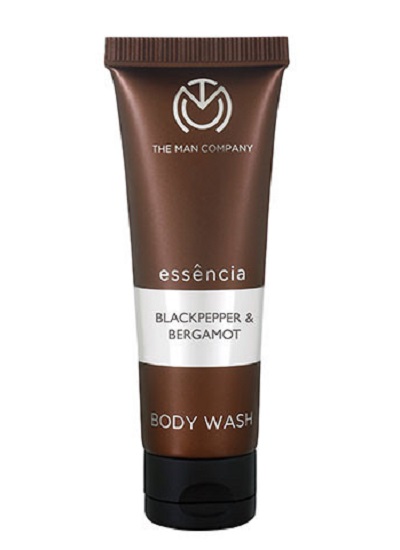 THE MAN COMPANY
essência
BLACKPEPPER &
BERGAMOT
BODY WASH